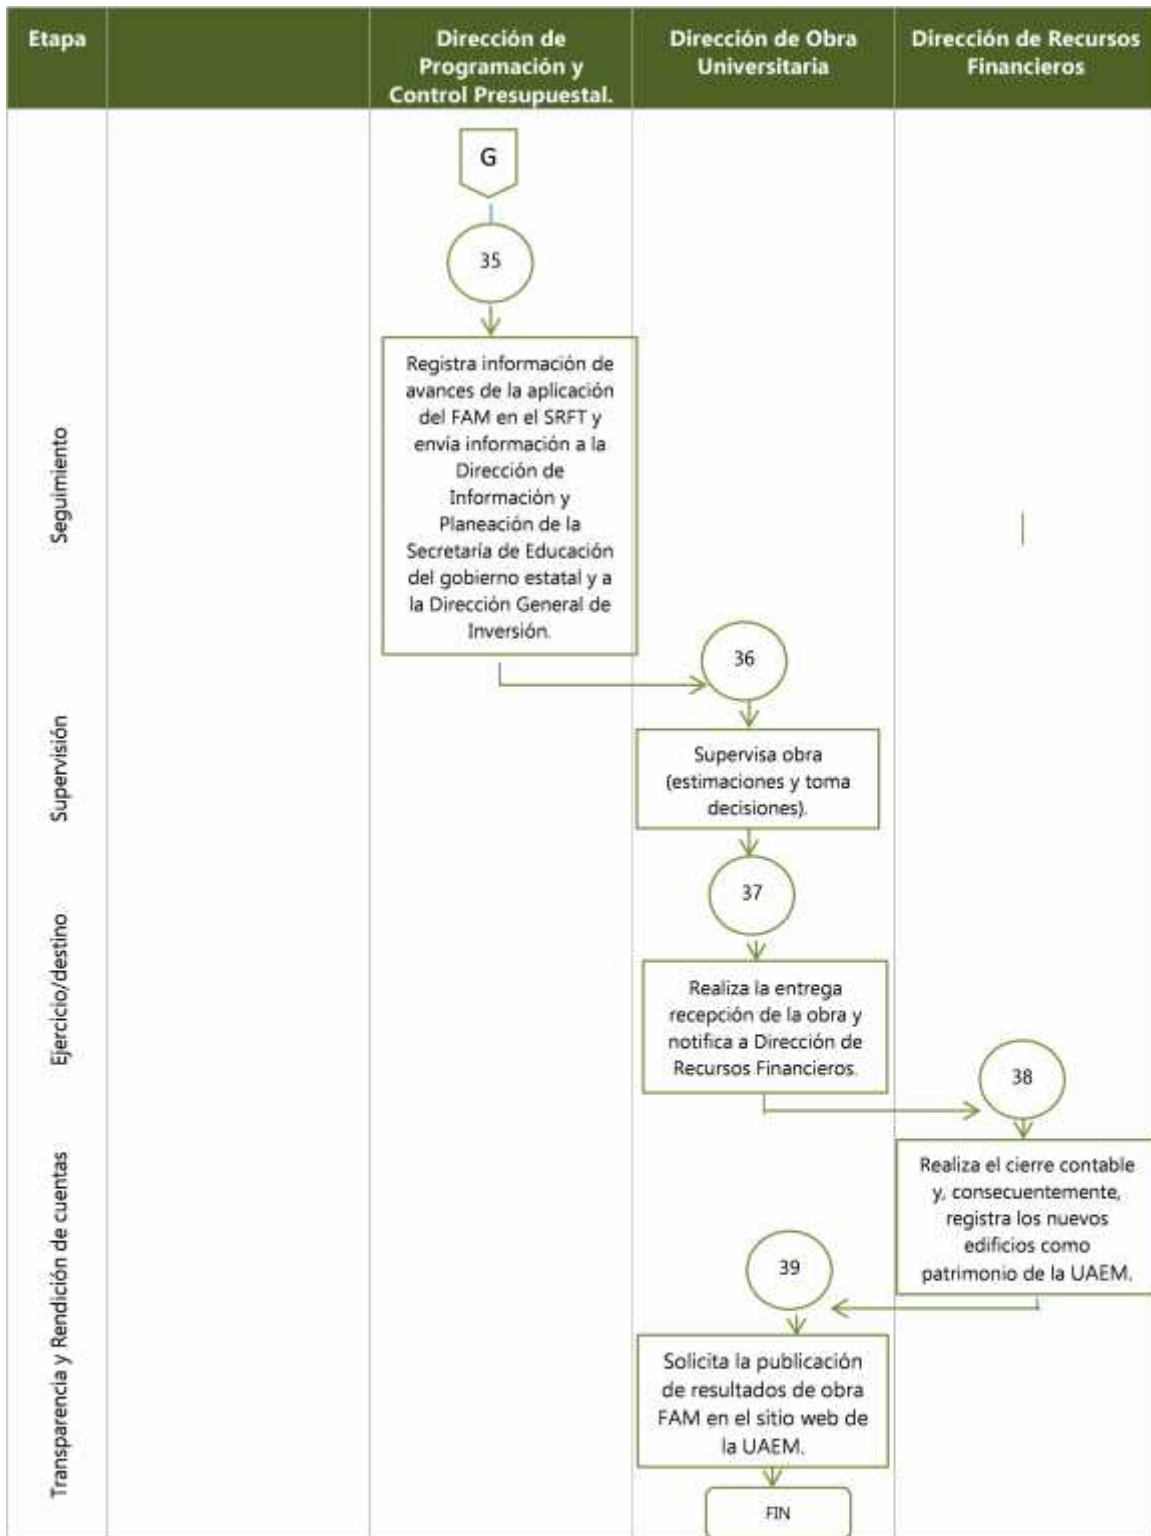 Etapa
Dirección de
Programación y
Control Presupuestal.
Dirección de Obra
Universitaria
Dirección de Recursos
Financieros
G
35
Seguimiento
Registra información de
avances de la aplicación
del FAM en el SRFT y
envía información a la
Dirección de
Información y
Planeación de la
Secretaría de Educación
del gobierno estatal y a
la Dirección General de
Inversión.
36
Supervisión
Supervisa obra
(estimaciones y toma
decisiones).
37
Ejercicio/destino
Realiza la entrega
recepción de la obra y
notifica a Dirección de
Recursos Financieros.
38
Transparencia y Rendición de cuentas
Realiza el cierre contable
y, consecuentemente,
registra los nuevos
edificios como
patrimonio de la UAEM.
39
Solicita la publicación
de resultados de obra
FAM en el sitio web de
la UAEM.
FIN